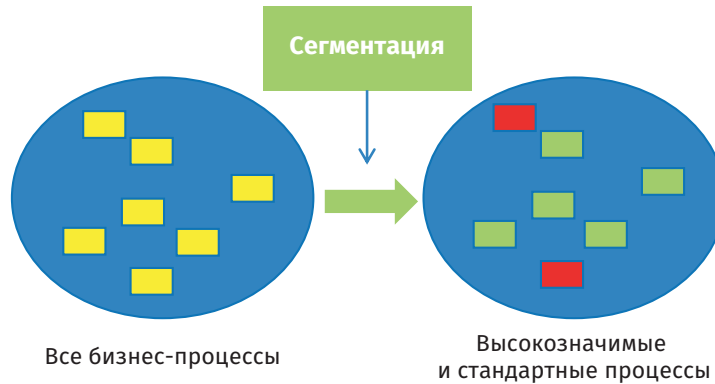 Сегментация
Все бизнес-процессы
Высокозначимые
и стандартные процессы